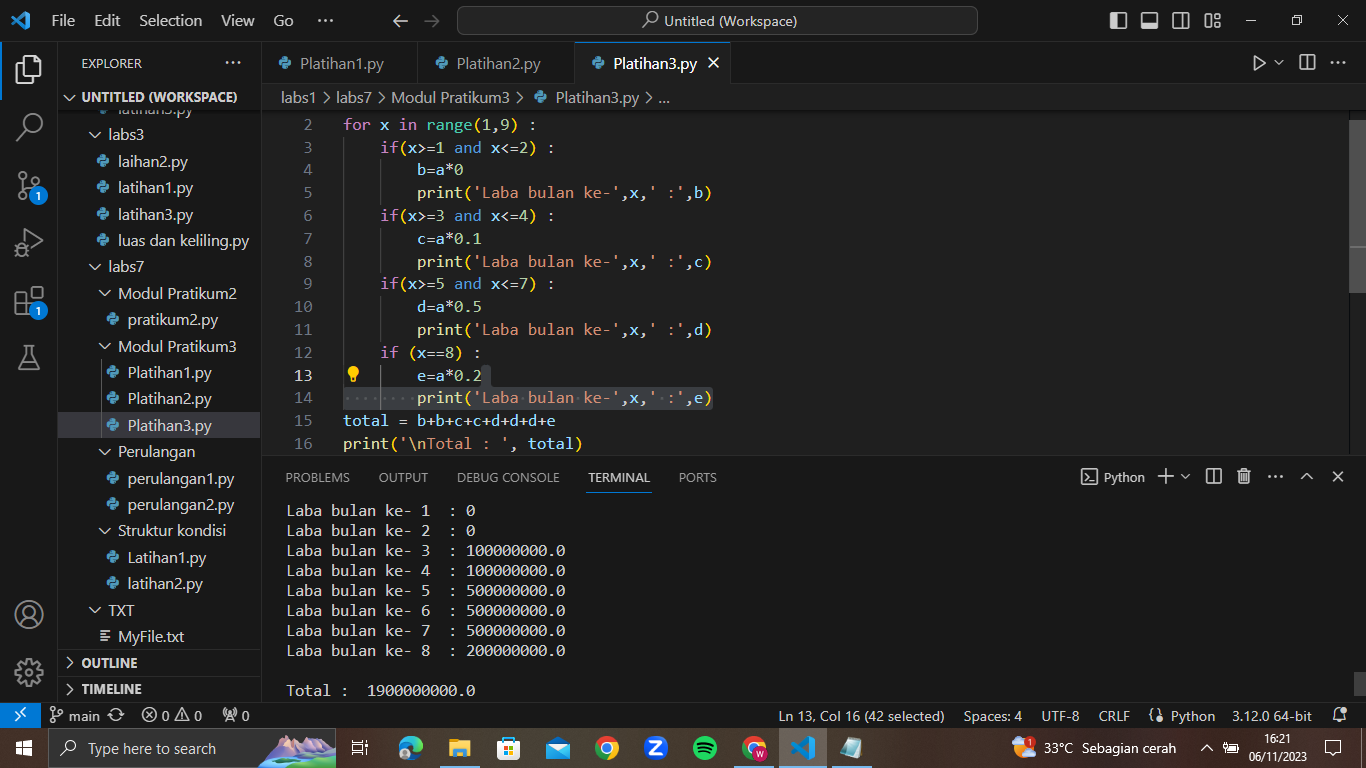 File Edit Selection View Go ··· Untitled (Workspace)
EXPLORER ···
UNTITLED (WORKSPACE)
latihan3.py
labs3
laihan2.py
latihan1.py
latihan3.py
luas dan keliling.py
labs7
Modul Pratikum2
pratikum2.py
Modul Pratikum3
Platihan1.py
Platihan2.py
Platihan3.py
Perulangan
perulangan1.py
perulangan2.py
Struktur kondisi
Latihan1.py
latihan2.py
TXT
MyFile.txt
OUTLINE
TIMELINE
1
1
Platihan1.py Platihan2.py Platihan3.py
labs1 > labs7 > Modul Pratikum3 > Platihan3.py > ...
2 for x in range(1,9) :
3 if(x>=1 and x<=2) :
4 b=a*0
5 print('Laba bulan ke-',x,' :',b)
6 if(x>=3 and x<=4) :
7 c=a*0.1
8 print('Laba bulan ke-',x,' :',c)
9 if(x>=5 and x<=7) :
10 d=a*0.5
11 print('Laba bulan ke-',x,' :',d)
12 if (x==8) :
13 e=a*0.2
14 print('Laba bulan ke-',x,' :',e)
15 total = b+b+c+c+d+d+d+e
16 print('\nTotal : ', total)
PROBLEMS OUTPUT DEBUG CONSOLE TERMINAL PORTS Python
Laba bulan ke- 1  : 0
Laba bulan ke- 2  : 0
Laba bulan ke- 3  : 100000000.0
Laba bulan ke- 4  : 100000000.0
Laba bulan ke- 5  : 500000000.0
Laba bulan ke- 6  : 500000000.0
Laba bulan ke- 7  : 500000000.0
Laba bulan ke- 8  : 200000000.0
Total :  1900000000.0
main 0 0 0 Ln 13, Col 16 (42 selected) Spaces: 4 UTF-8 CRLF Python 3.12.0 64-bit
Type here to search 1 33°C Sebagian cerah 16:21
06/11/2023